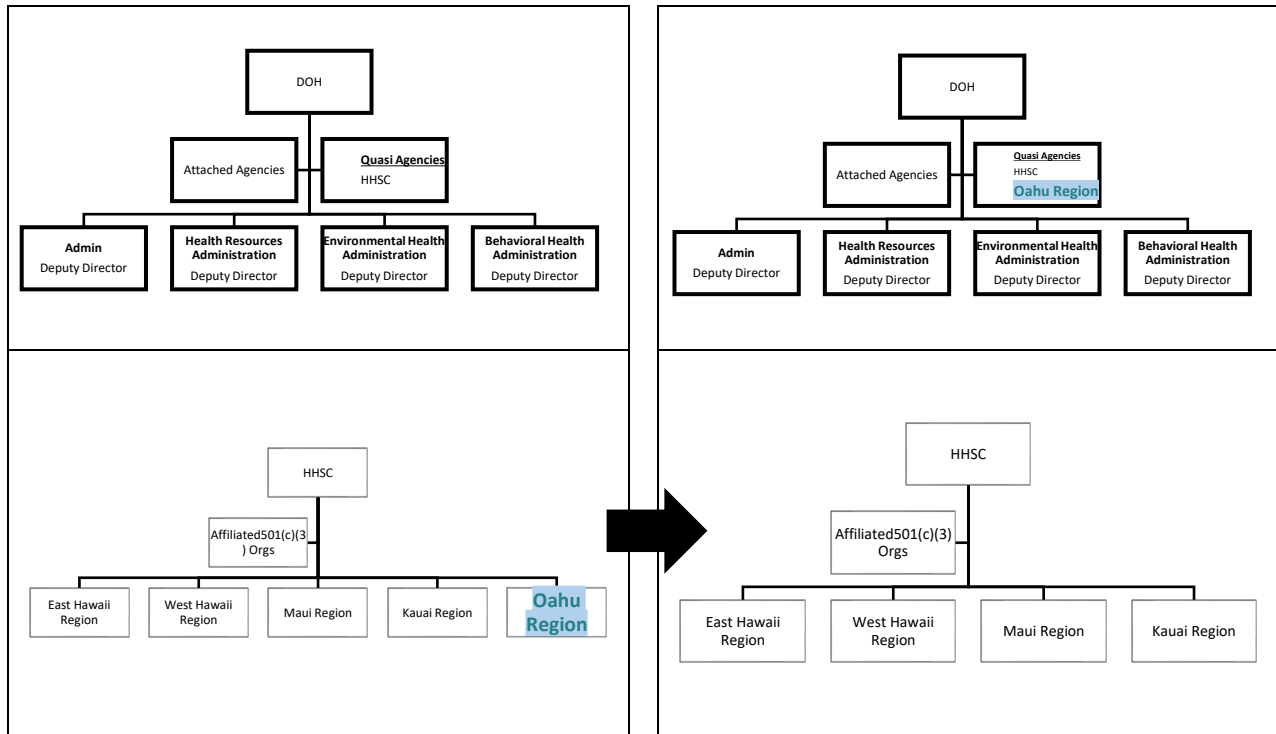 DOH
Attached Agencies
Quasi Agencies
HHSC
Admin
Deputy Director
Health Resources
Administration
Deputy Director
Environmental Health
Administration
Deputy Director
Behavioral Health
Administration
Deputy Director
HHSC
Affiliated501(c)(3
) Orgs
East Hawaii
Region
West Hawaii
Region
Maui Region
Kauai Region
Oahu
Region
DOH
Attached Agencies
Quasi Agencies
HHSC
Oahu Region
Admin
Deputy Director
Health Resources
Administration
Deputy Director
Environmental Health
Administration
Deputy Director
Behavioral Health
Administration
Deputy Director
HHSC
Affiliated501(c)(3)
Orgs
East Hawaii
Region
West Hawaii
Region
Maui Region
Kauai Region